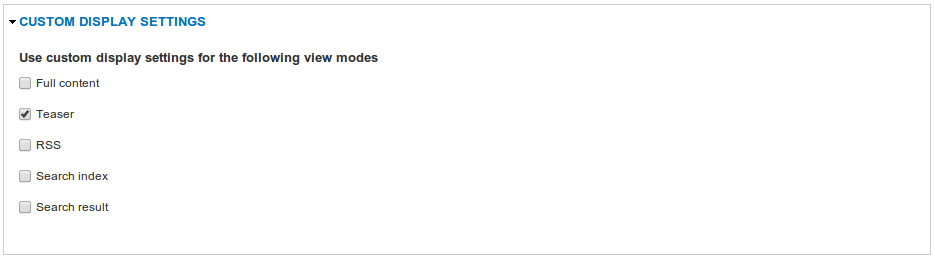 CUSTOM DISPLAY SETTINGS
Use custom display settings for the following view modes
Full content
Teaser
RSS
Search index
Search result